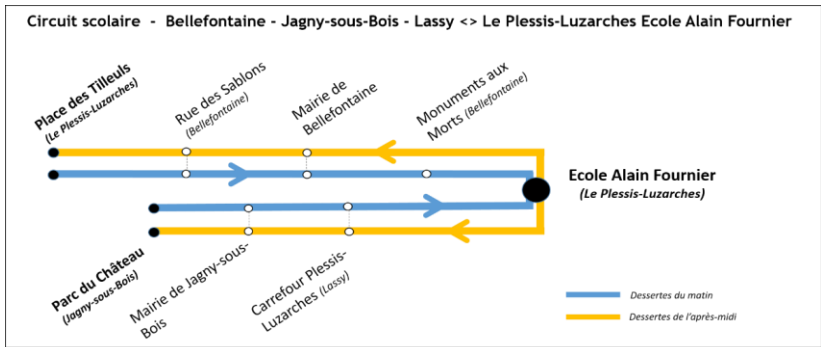 Circuit scolaire - Bellefontaine - Jagny-sous-Bois - Lassy <> Le Plessis-Luzarches Ecole Alain Fournier
Place des Tilleuls
(Le Plessis-Luzarches)
Rue des Sablons
(Bellefontaine)
Mairie de
Bellefontaine
Monuments aux
Morts (Bellefontaine)
Ecole Alain Fournier
(Le Plessis-Luzarches)
Parc du Château
(Jagny-sous-Bois)
Mairie de Jagny-sous-
Bois
Carrefour Plessis-
Luzarches (Lassy)
Dessertes du matin
Dessertes de l'après-midi